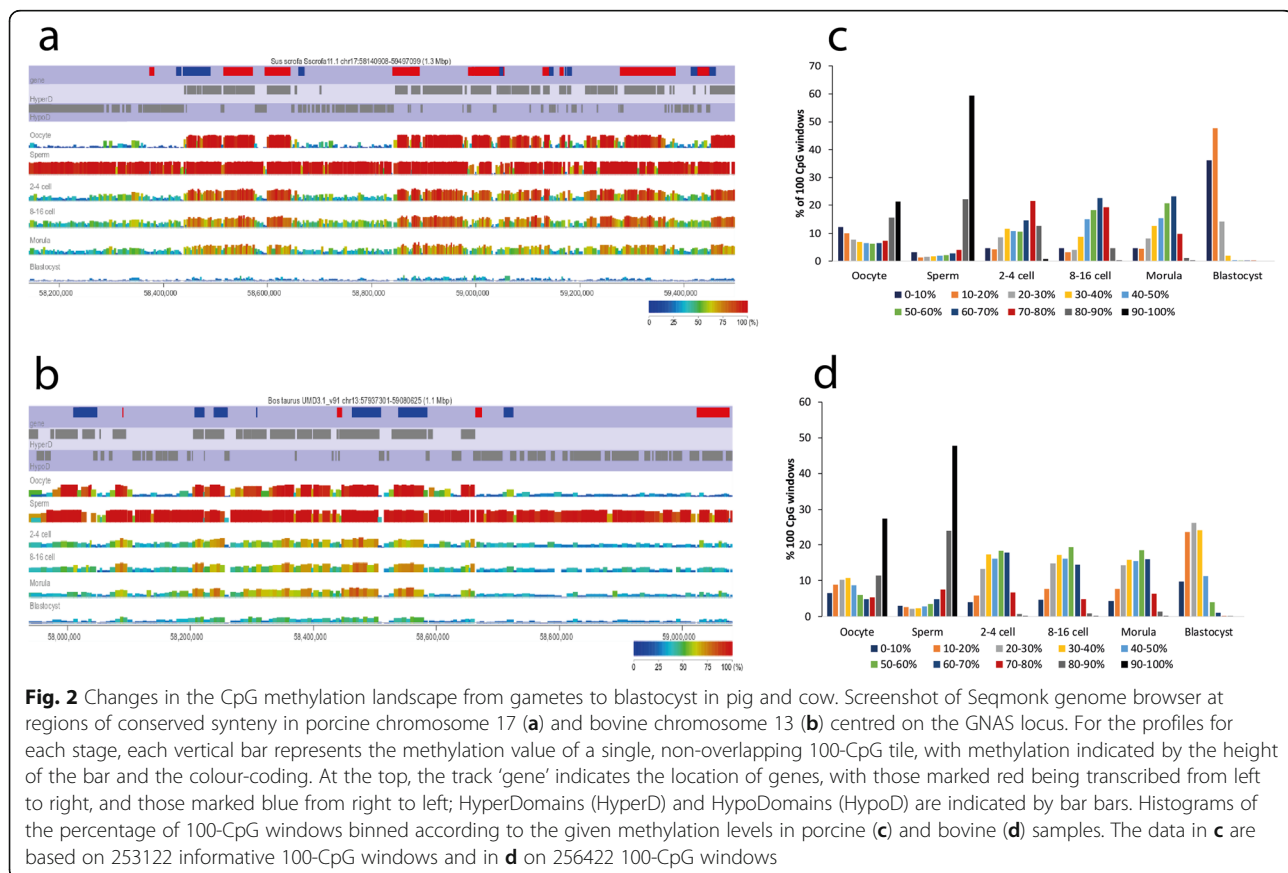 a
Sus scrofa Sscrofa11.1 chr17:58140908-59497099 (1.3 Mbp)
gene
HyperD
HypoD
Oocyte
Sperm
2-4 cell
8-16 cell
Morula
Blastocyst
58,200,000 58,400,000 58,600,000 58,800,000 59,000,000 59,200,000 59,400,000
0 25 50 75 100 (%)
c
% of 100 CpG windows
70
60
50
40
30
20
10
0
Oocyte Sperm 2-4 cell 8-16 cell Morula Blastocyst
0-10% 10-20% 20-30% 30-40% 40-50%
50-60% 60-70% 70-80% 80-90% 90-100%
b
Bos taurus UMD3.1_v91 chr13:57937301-59080625 (1.1 Mbp)
gene
HyperD
HypoD
Oocyte
Sperm
2-4 cell
8-16 cell
Morula
Blastocyst
58,000,000 58,200,000 58,400,000 58,600,000 58,800,000 59,000,000
0 25 50 75 100 (%)
d
% 100 CpG windows
60
50
40
30
20
10
0
Oocyte Sperm 2-4 cell 8-16 cell Morula Blastocyst
0-10% 10-20% 20-30% 30-40% 40-50%
50-60% 60-70% 70-80% 80-90% 90-100%
Fig. 2 Changes in the CpG methylation landscape from gametes to blastocyst in pig and cow. Screenshot of Seqmonk genome browser at
regions of conserved synteny in porcine chromosome 17 (a) and bovine chromosome 13 (b) centred on the GNAS locus. For the profiles for
each stage, each vertical bar represents the methylation value of a single, non-overlapping 100-CpG tile, with methylation indicated by the height
of the bar and the colour-coding. At the top, the track ‘gene’ indicates the location of genes, with those marked red being transcribed from left
to right, and those marked blue from right to left; HyperDomains (HyperD) and HypoDomains (HypoD) are indicated by bar bars. Histograms of
the percentage of 100-CpG windows binned according to the given methylation levels in porcine (c) and bovine (d) samples. The data in c are
based on 253122 informative 100-CpG windows and in d on 256422 100-CpG windows